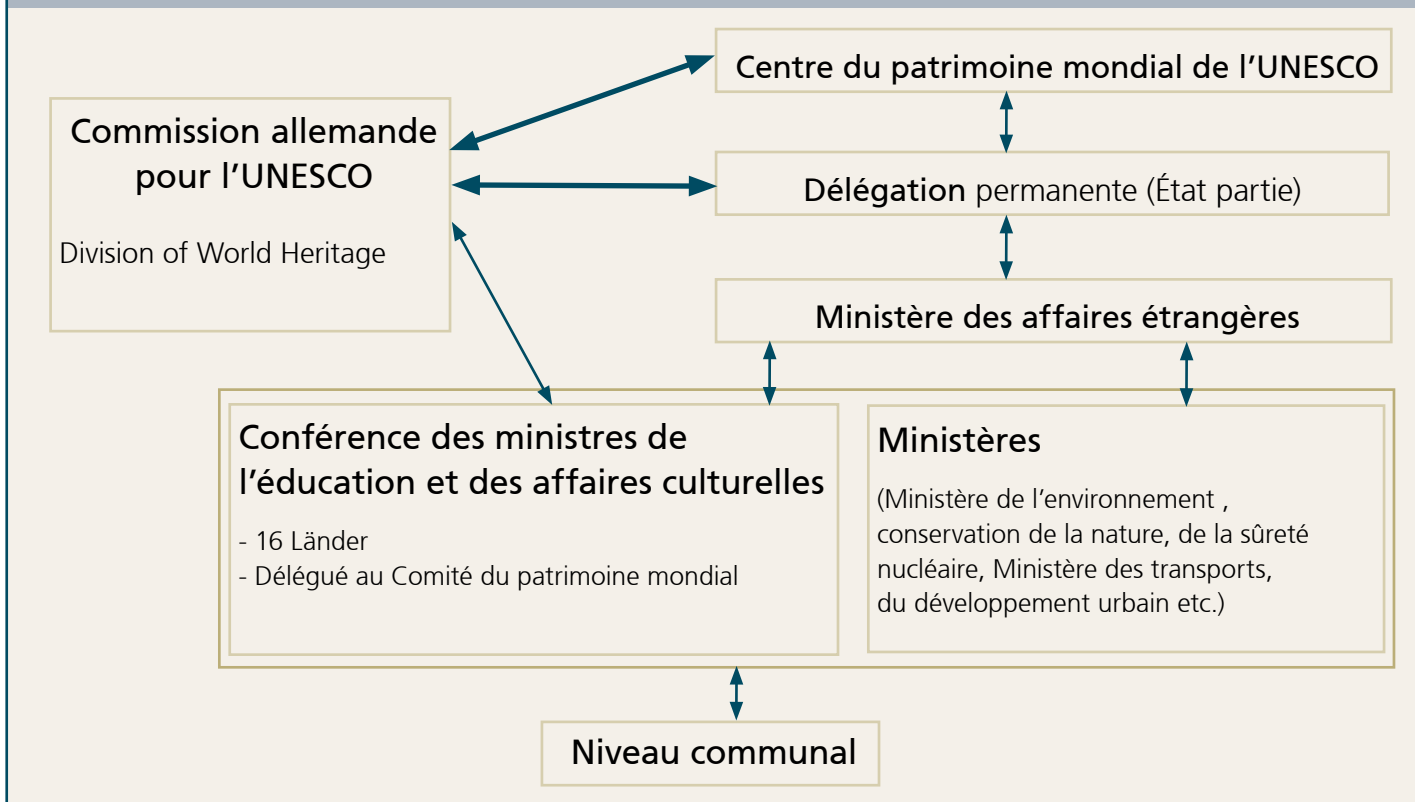 Centre du patrimoine mondial de l’UNESCO
Commission allemande
pour l’UNESCO
Division of World Heritage
Délégation permanente (État partie)
Ministère des affaires étrangères
Conférence des ministres de
l’éducation et des affaires culturelles
- 16 Länder
- Délégué au Comité du patrimoine mondial
Ministères
(Ministère de l’environnement ,
conservation de la nature, de la sûreté
nucléaire, Ministère des transports,
du développement urbain etc.)
Niveau communal